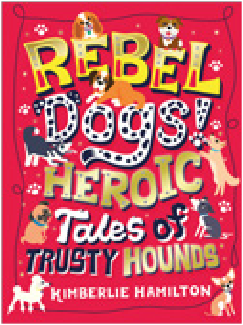 REBEL
Dogs!
HEROIC
Tales of
TRUSTY HOUNDS
KIMBERLIE HAMILTON